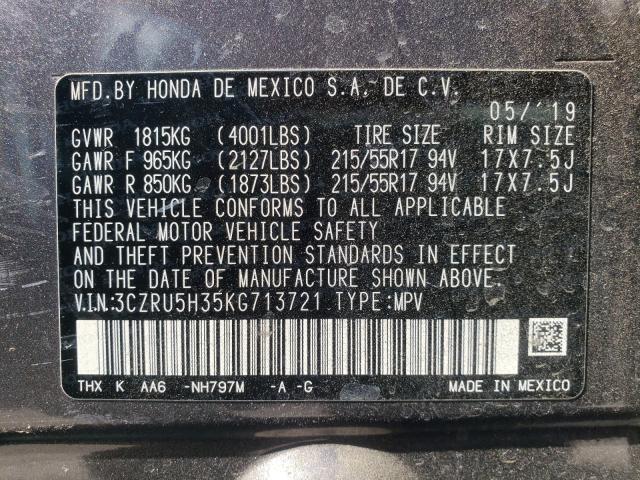 MFD.BY HONDA DE MEXICO S.A. DE C.V.
05/'19
GVWR 1815KG (4001LBS) TIRE SIZE RIM SIZE
GAWR F 965KG (2127LBS) 215/55R17 94V 17X7.5J
GAWR R 850KG (1873LBS) 215/55R17 94V 17X7.5J
THIS VEHICLE CONFORMS TO ALL APPLICABLE
FEDERAL MOTOR VEHICLE SAFETY
AND THEFT PREVENTION STANDARDS IN EFFECT
ON THE DATE OF MANUFACTURE SHOWN ABOVE.
V.I.N:3CZRU5H35KG713721 TYPE:MPV
THX K AA6 -NH797M -A -G MADE IN MEXICO